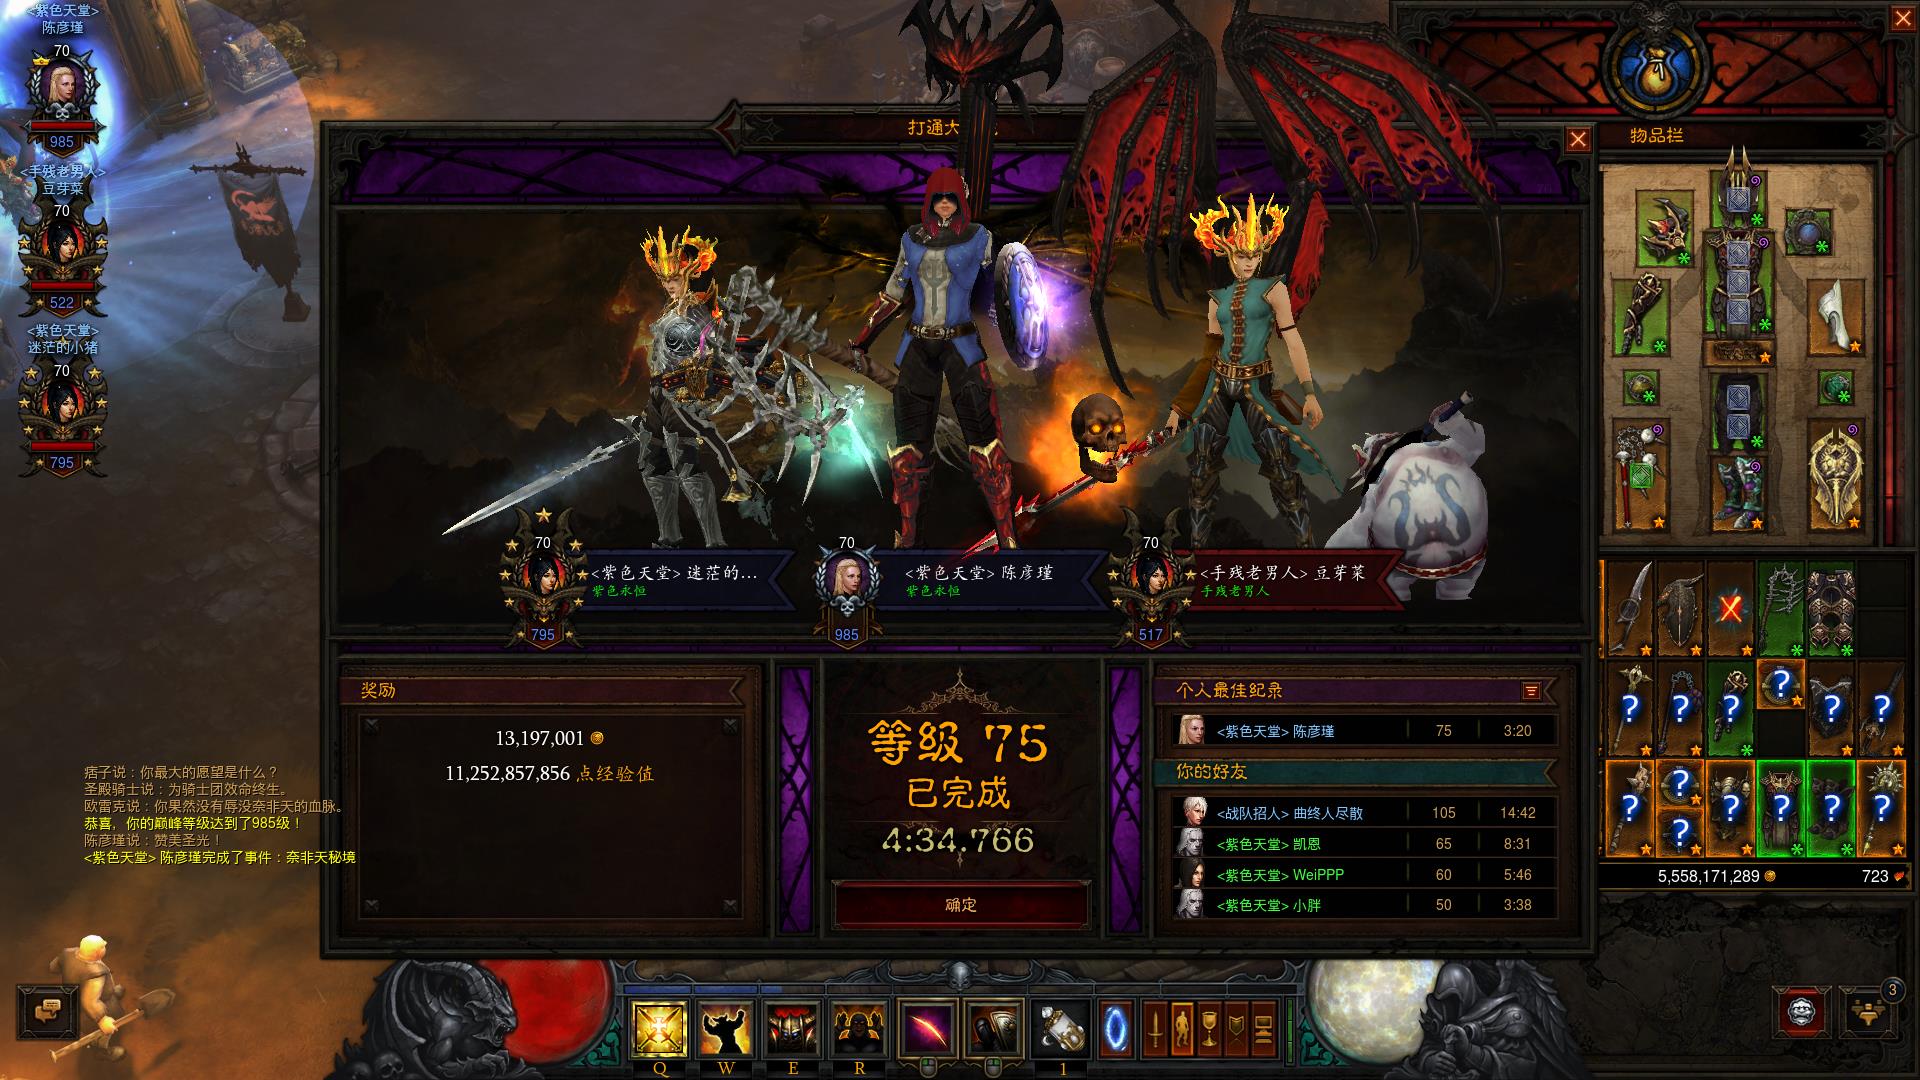 <紫色天堂>
陈彦瑾
70
985
<手残老男人>
豆芽菜
70
522
<紫色天堂>
迷茫的小猪
70
795
打通大
物品栏
70
<紫色天堂> 迷茫的...
紫色永恒
795
70
<紫色天堂> 陈彦瑾
紫色永恒
985
70
<手残老男人> 豆芽菜
手残老男人
517
奖励
13,197,001
11,252,857,856 点经验值
等级 75
已完成
4:34.766
确定
个人最佳纪录
<紫色天堂> 陈彦瑾 75 3:20
你的好友
<战队招人> 曲终人尽散 105 14:42
<紫色天堂> 凯恩 65 8:31
<紫色天堂> WeiPPP 60 5:46
<紫色天堂> 小胖 50 3:38
痞子说：你最大的愿望是什么？
圣殿骑士说：为骑士团效命终生。
欧雷克说：你果然没有辱没奈非天的血脉。
恭喜，你的巅峰等级达到了985级！
陈彦瑾说：赞美圣光！
<紫色天堂> 陈彦瑾完成了事件：奈非天秘境
? ? ? ? ? ?
? ? ? ? ? ?
?
5,558,171,289 723
3
Q W E R 1